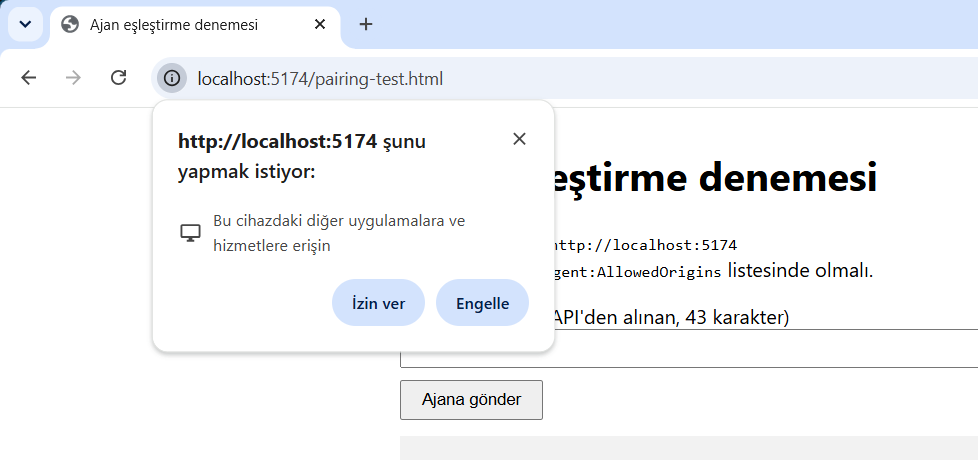 Ajan eşleştirme denemesi
localhost:5174/pairing-test.html
http://localhost:5174 şunu
yapmak istiyor:
Bu cihazdaki diğer uygulamalara ve
hizmetlere erişin
İzin ver
Engelle
eştirme denemesi
http://localhost:5174
gent:AllowedOrigins listesinde olmalı.
API'den alınan, 43 karakter)
Ajana gönder